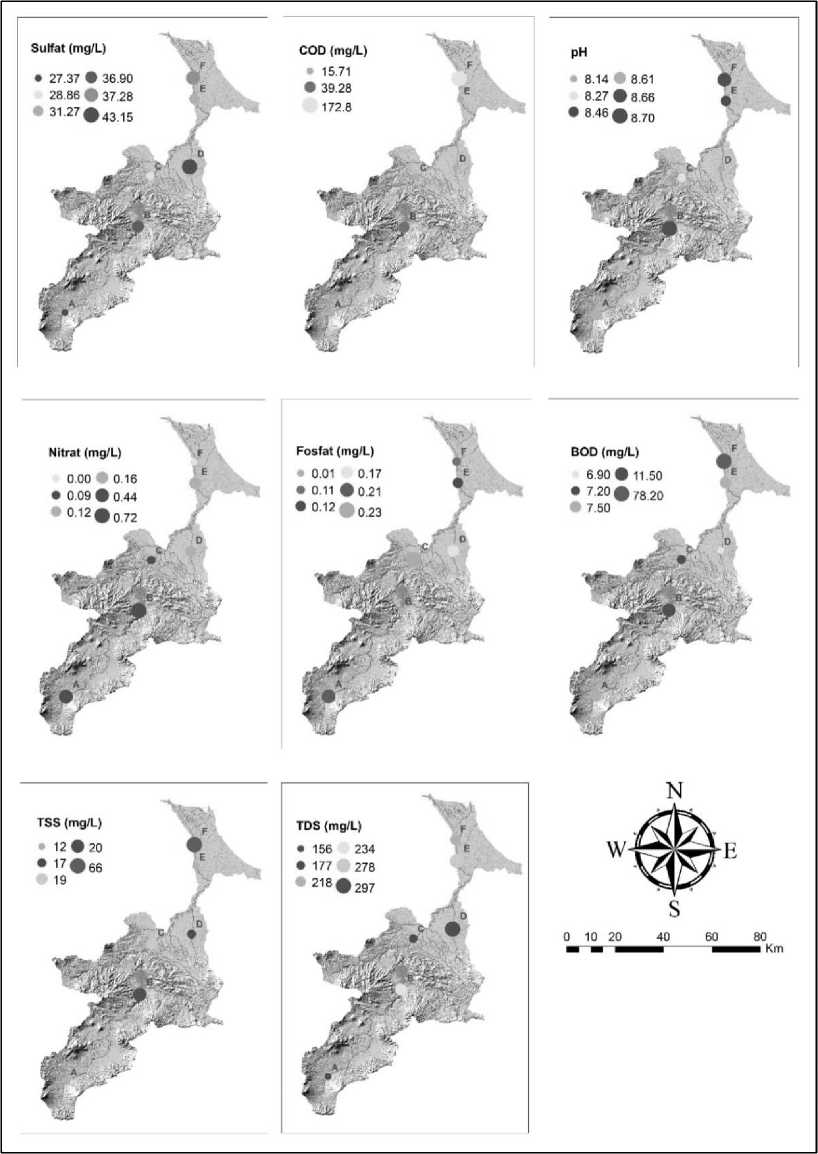 Sulfat (mg/L)
27.37 36.90
28.86 37.28
31.27 43.15
F
E
D
C
B
A
COD (mg/L)
15.71
39.28
172.8
F
E
D
C
B
A
pH
8.14 8.61
8.27 8.66
8.46 8.70
F
E
D
C
B
A
Nitrat (mg/L)
0.00 0.16
0.09 0.44
0.12 0.72
F
E
D
C
B
A
Fosfat (mg/L)
0.01 0.17
0.11 0.21
0.12 0.23
F
E
D
C
B
A
BOD (mg/L)
6.90 11.50
7.20 78.20
7.50
F
E
D
C
B
A
TSS (mg/L)
12 20
17 66
19
F
E
D
C
B
A
TDS (mg/L)
156 234
177 278
218 297
F
E
D
C
B
A
N
W E
S
0 10 20 40 60 80
Km